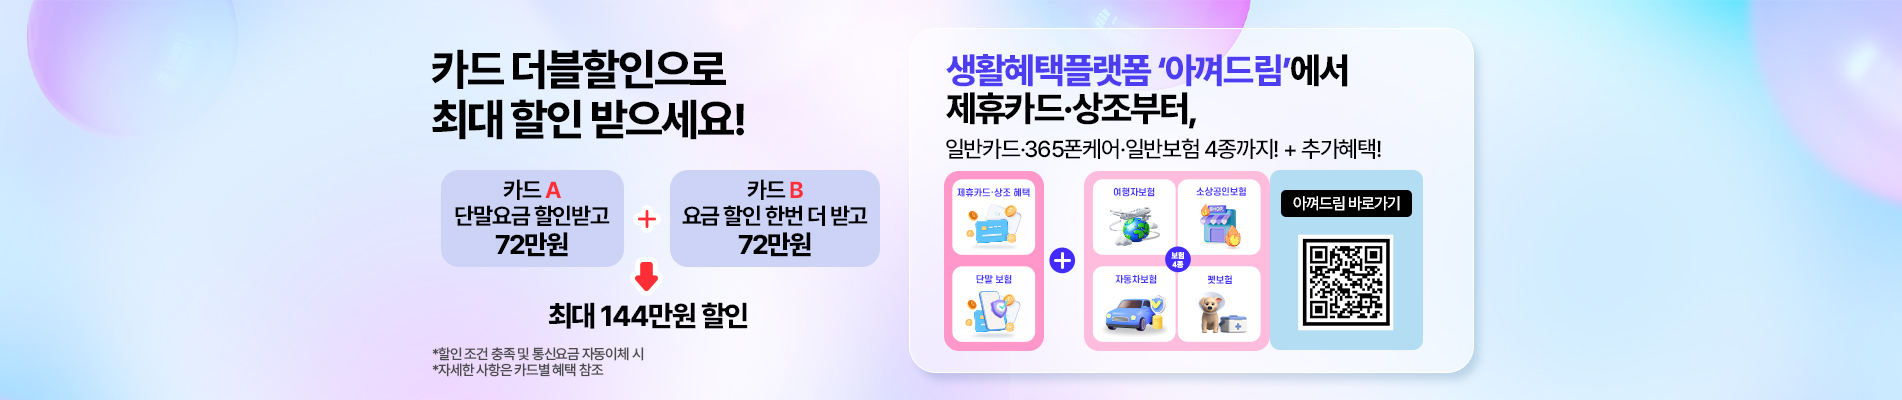 카드 더블할인으로
최대 할인 받으세요!
카드 A
단말요금 할인받고
72만원
+
카드 B
요금 할인 한번 더 받고
72만원
최대 144만원 할인
*할인 조건 충족 및 통신요금 자동이체 시
*자세한 사항은 카드별 혜택 참조
생활혜택플랫폼 ‘아껴드림’에서
제휴카드·상조부터,
일반카드·365폰케어·일반보험 4종까지! + 추가혜택!
제휴카드·상조 혜택
단말 보험
+
여행자보험
소상공인보험
SHOP
보험
4종
자동차보험
펫보험
아껴드림 바로가기